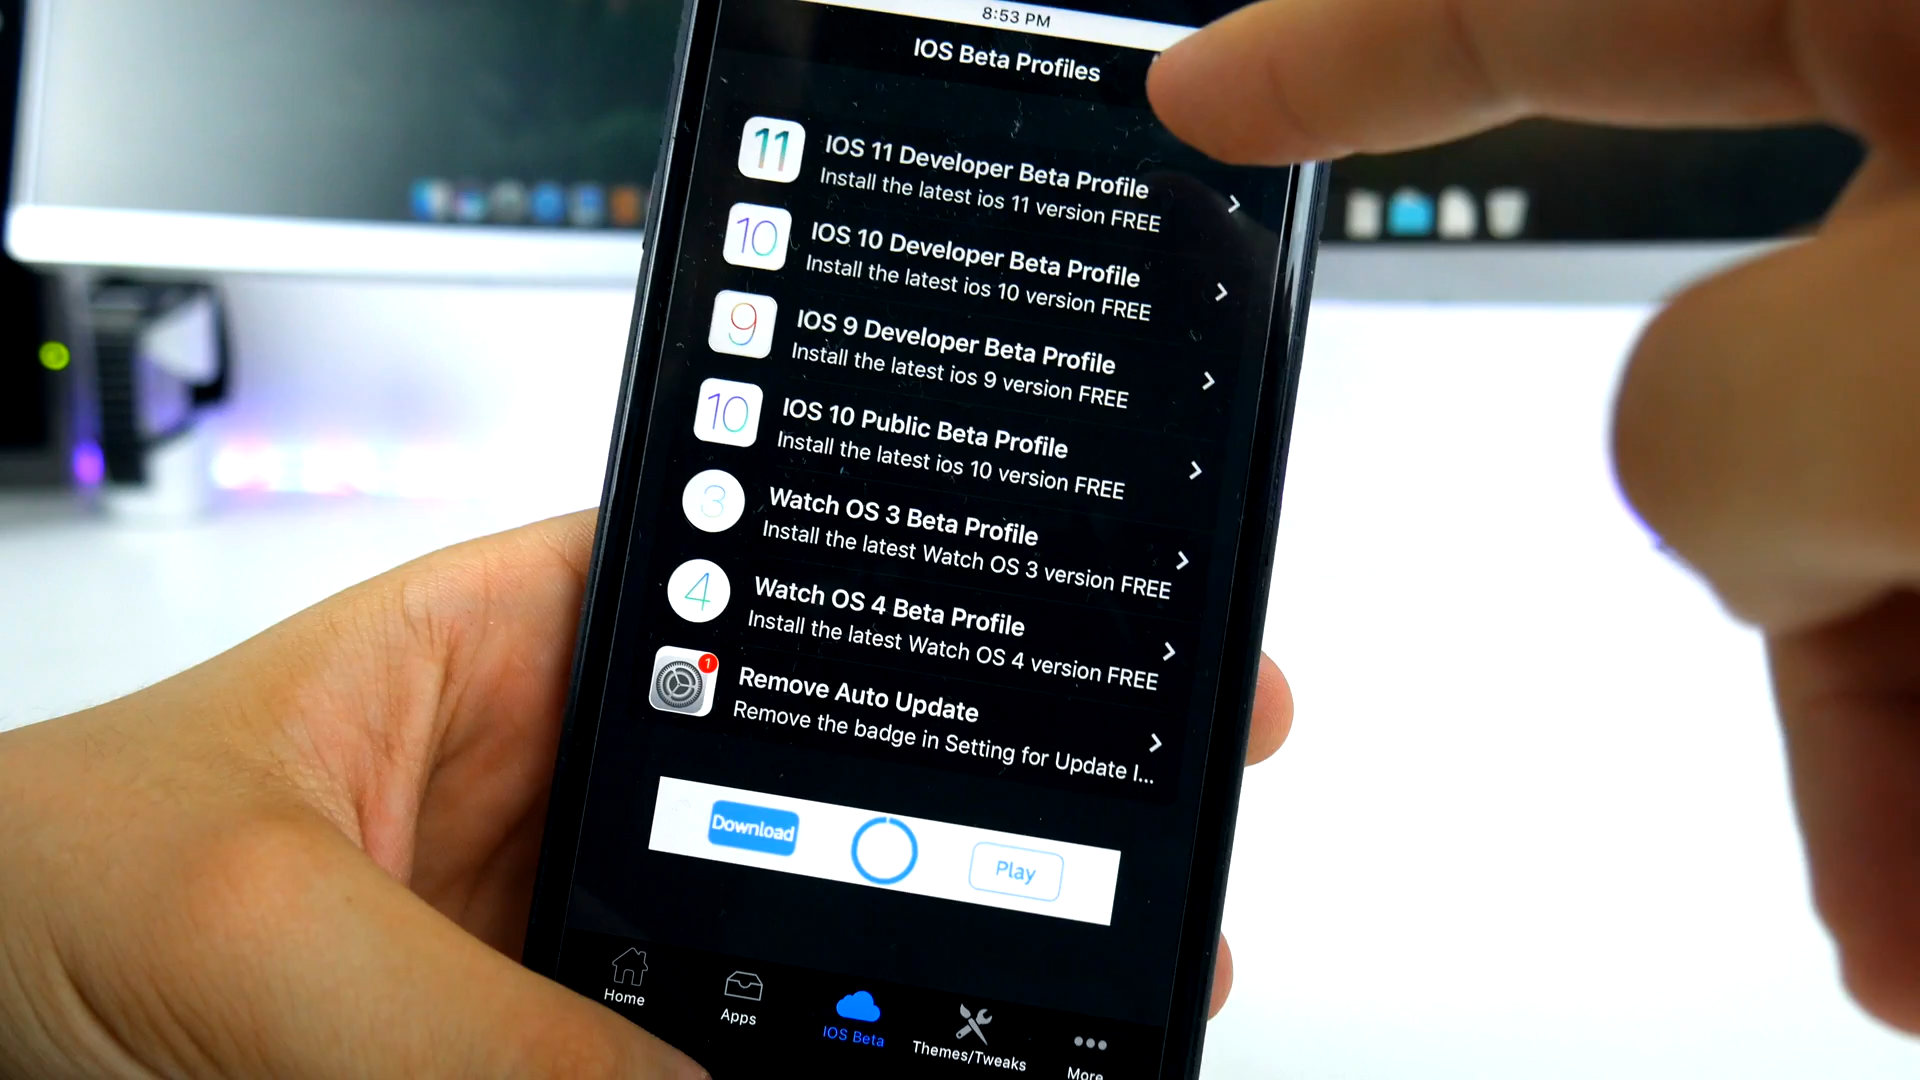 8:53 PM
IOS Beta Profiles
11
IOS 11 Developer Beta Profile
Install the latest ios 11 version FREE
10
IOS 10 Developer Beta Profile
Install the latest ios 10 version FREE
9
IOS 9 Developer Beta Profile
Install the latest ios 9 version FREE
10
IOS 10 Public Beta Profile
Install the latest ios 10 version FREE
3
Watch OS 3 Beta Profile
Install the latest Watch OS 3 version FREE
4
Watch OS 4 Beta Profile
Install the latest Watch OS 4 version FREE
1
Remove Auto Update
Remove the badge in Setting for Update I...
Download
Play
Home
Apps
IOS Beta
Themes/Tweaks
More